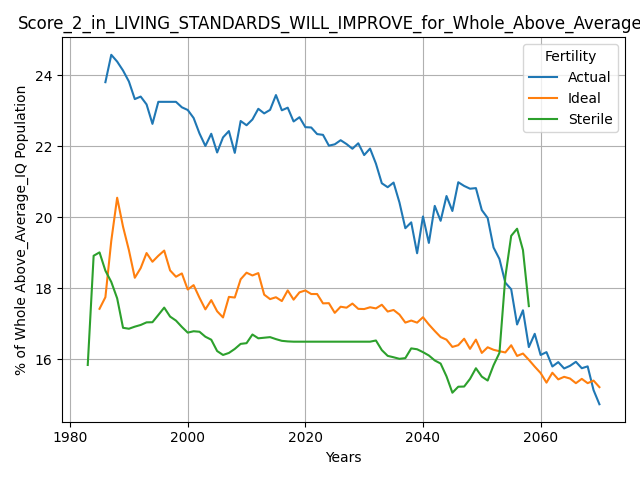 Score_2_in_LIVING_STANDARDS_WILL_IMPROVE_for_Whole_Above_Average
Fertility
Actual
Ideal
Sterile
% of Whole Above_Average_IQ Population
24
22
20
18
16
1980
2000
2020
2040
2060
Years